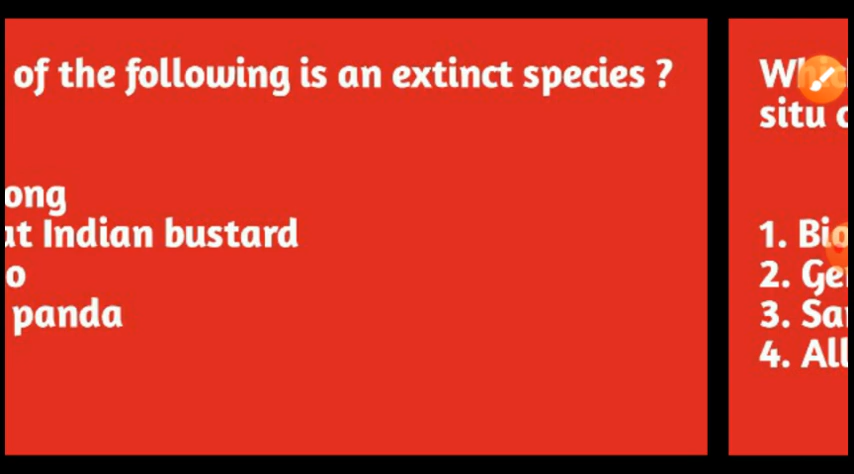 of the following is an extinct species ?
ong
at Indian bustard
o
panda
situ
1. Bio
2. Ge
3. Sa
4. All